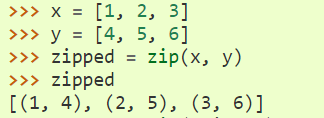 >>> x = [1, 2, 3]
>>> y = [4, 5, 6]
>>> zipped = zip(x, y)
>>> zipped
[(1, 4), (2, 5), (3, 6)]